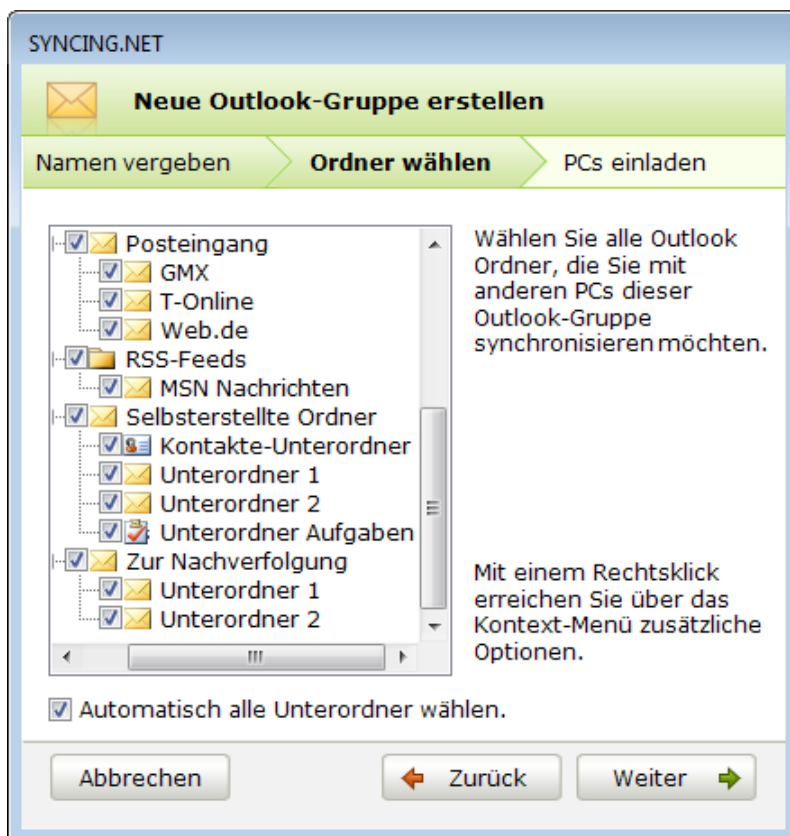 SYNCING.NET
Neue Outlook-Gruppe erstellen
Namen vergeben
Ordner wählen
PCs einladen
Posteingang
GMX
T-Online
Web.de
RSS-Feeds
MSN Nachrichten
Selbsterstellte Ordner
Kontakte-Unterordner
Unterordner 1
Unterordner 2
Unterordner Aufgaben
Zur Nachverfolgung
Unterordner 1
Unterordner 2
Wählen Sie alle Outlook
Ordner, die Sie mit
anderen PCs dieser
Outlook-Gruppe
synchronisieren möchten.
Mit einem Rechtsklick
erreichen Sie über das
Kontext-Menü zusätzliche
Optionen.
Automatisch alle Unterordner wählen.
Abbrechen
Zurück
Weiter